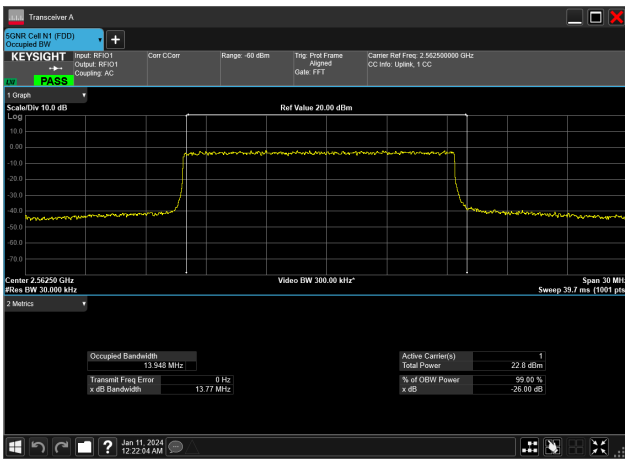 Transceiver A
5GNR Cell N1 (FDD)
Occupied BW
KEYSIGHT
LXI
PASS
Input: RFIO1
Output: RFIO1
Coupling: AC
Corr CCorr
Range: -60 dBm
Trig: Prot Frame
Aligned
Gate: FFT
Carrier Ref Freq: 2.562500000 GHz
CC Info: Uplink, 1 CC
1 Graph
Scale/Div 10.0 dB
Ref Value 20.00 dBm
Log
10.0
0.00
-10.0
-20.0
-30.0
-40.0
-50.0
-60.0
-70.0
Center 2.56250 GHz
Video BW 300.00 kHz*
Span 30 MHz
#Res BW 30.000 kHz
Sweep 39.7 ms (1001 pts
2 Metrics
Occupied Bandwidth
13.948 MHz
Transmit Freq Error 0 Hz
x dB Bandwidth 13.77 MHz
Active Carrier(s) 1
Total Power 22.8 dBm
% of OBW Power 99.00 %
x dB -26.00 dB
?
Jan 11, 2024
12:22:04 AM